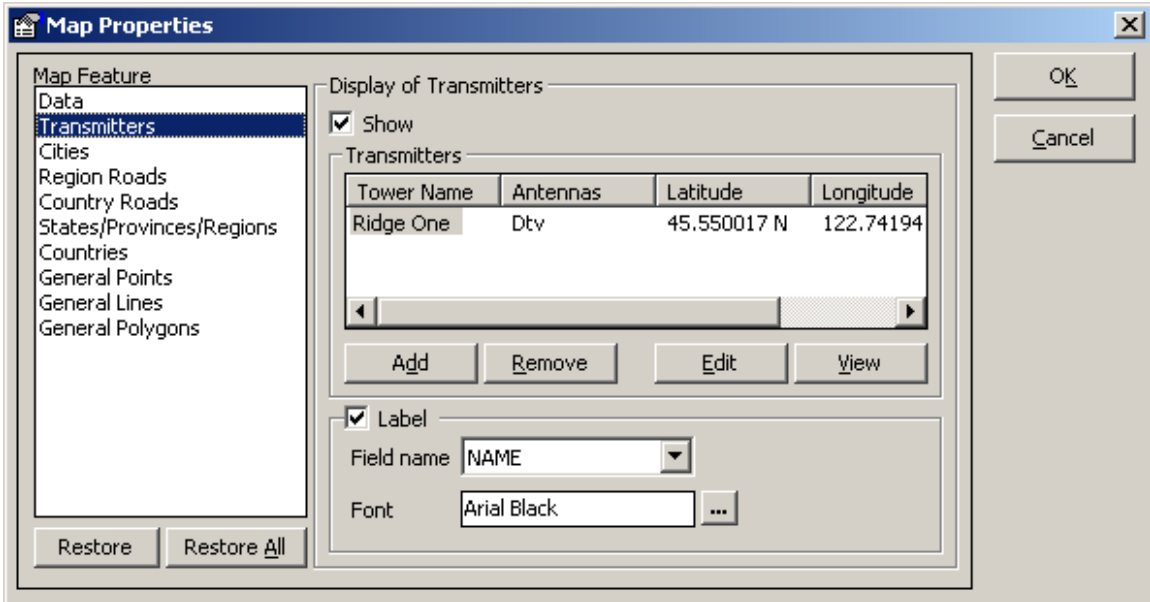 Map Properties
Map Feature
Data
Transmitters
Cities
Region Roads
Country Roads
States/Provinces/Regions
Countries
General Points
General Lines
General Polygons
Restore Restore All
Display of Transmitters
Show
Transmitters
Tower Name Antennas Latitude Longitude
Ridge One Dtv 45.550017 N 122.74194
Add Remove Edit View
Label
Field name NAME
Font Arial Black ...
OK
Cancel